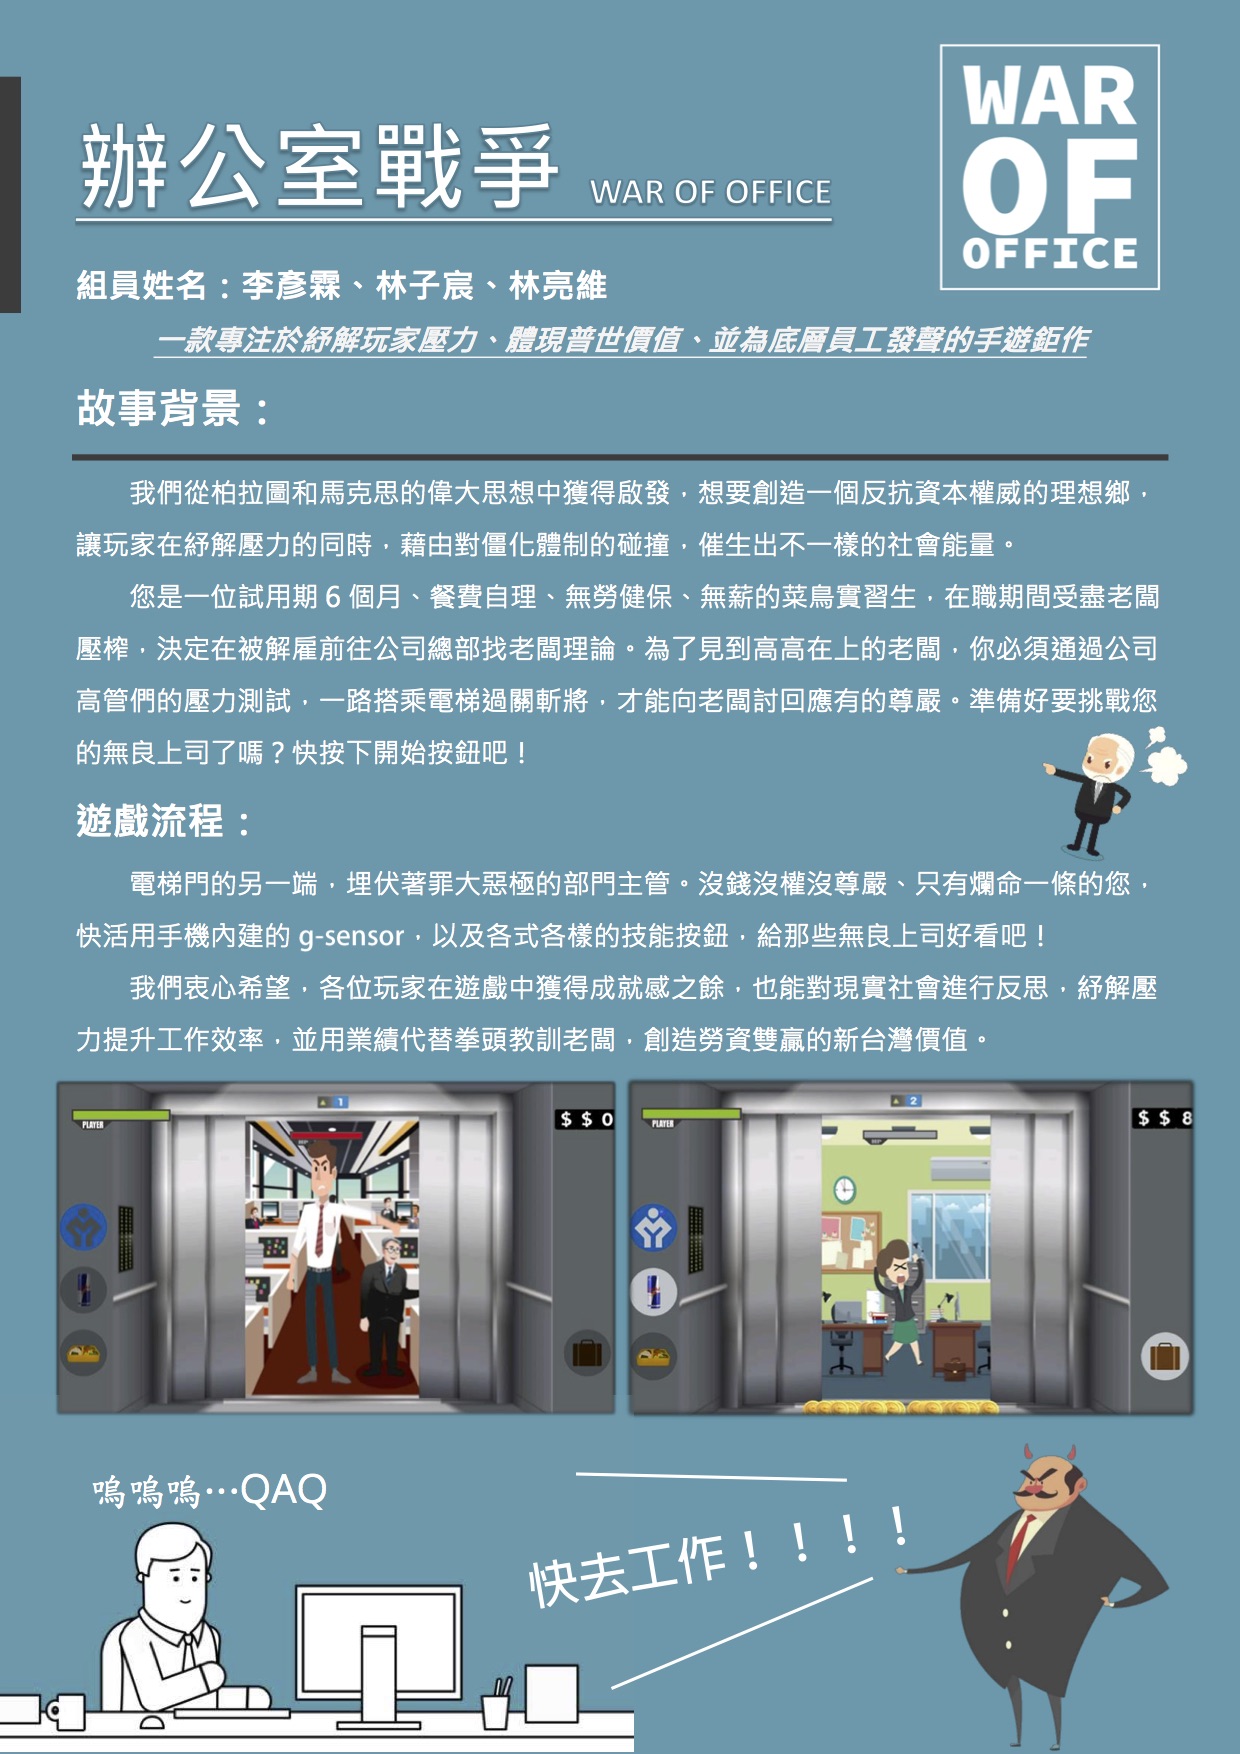 辦公室戰爭 WAR OF OFFICE
WAR
OF
OFFICE
組員姓名：李彥霖、林子宸、林亮維
一款專注於紓解玩家壓力、體現普世價值、並為底層員工發聲的手遊鉅作
故事背景：
我們從柏拉圖和馬克思的偉大思想中獲得啟發，想要創造一個反抗資本權威的理想鄉，
讓玩家在紓解壓力的同時，藉由對僵化體制的碰撞，催生出不一樣的社會能量。
您是一位試用期 6 個月、餐費自理、無勞健保、無薪的菜鳥實習生，在職期間受盡老闆
壓榨，決定在被解雇前往公司總部找老闆理論。為了見到高高在上的老闆，你必須通過公司
高管們的壓力測試，一路搭乘電梯過關斬將，才能向老闆討回應有的尊嚴。準備好要挑戰您
的無良上司了嗎？快按下開始按鈕吧！
遊戲流程：
電梯門的另一端，埋伏著罪大惡極的部門主管。沒錢沒權沒尊嚴、只有爛命一條的您，
快活用手機內建的 g-sensor，以及各式各樣的技能按鈕，給那些無良上司好看吧！
我們衷心希望，各位玩家在遊戲中獲得成就感之餘，也能對現實社會進行反思，紓解壓
力提升工作效率，並用業績代替拳頭教訓老闆，創造勞資雙贏的新台灣價值。
1
PLAYER
$ $ 0
2
PLAYER
$ $ 8
嗚嗚嗚…QAQ
快去工作！！！！